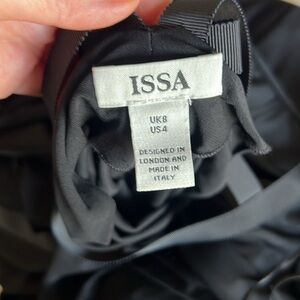 ISSA
UK8
US4
DESIGNED IN
LONDON AND
MADE IN
ITALY